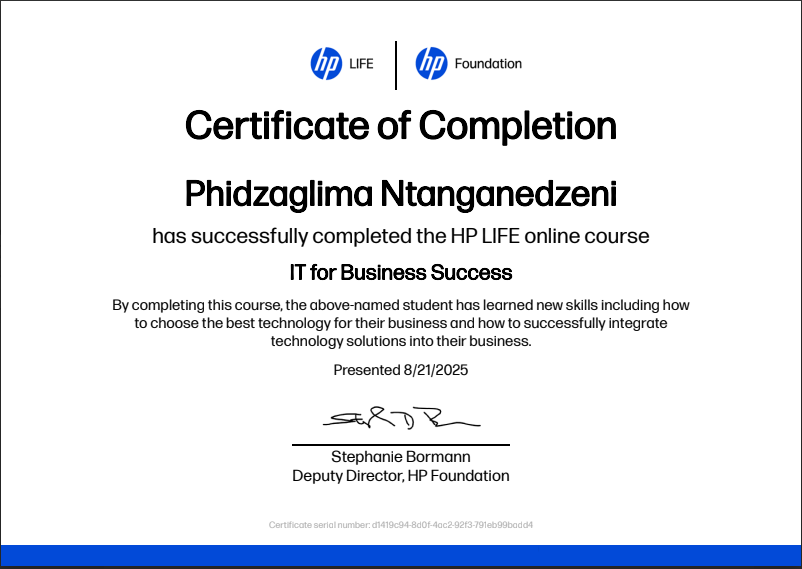 hp LIFE hp Foundation
Certificate of Completion
Phidzaglima Ntanganedzeni
has successfully completed the HP LIFE online course
IT for Business Success
By completing this course, the above-named student has learned new skills including how
to choose the best technology for their business and how to successfully integrate
technology solutions into their business.
Presented 8/21/2025
Stephanie Bormann
Deputy Director, HP Foundation
Certificate serial number: d1419c94-8d0f-4ac2-92f3-791eb99badd4